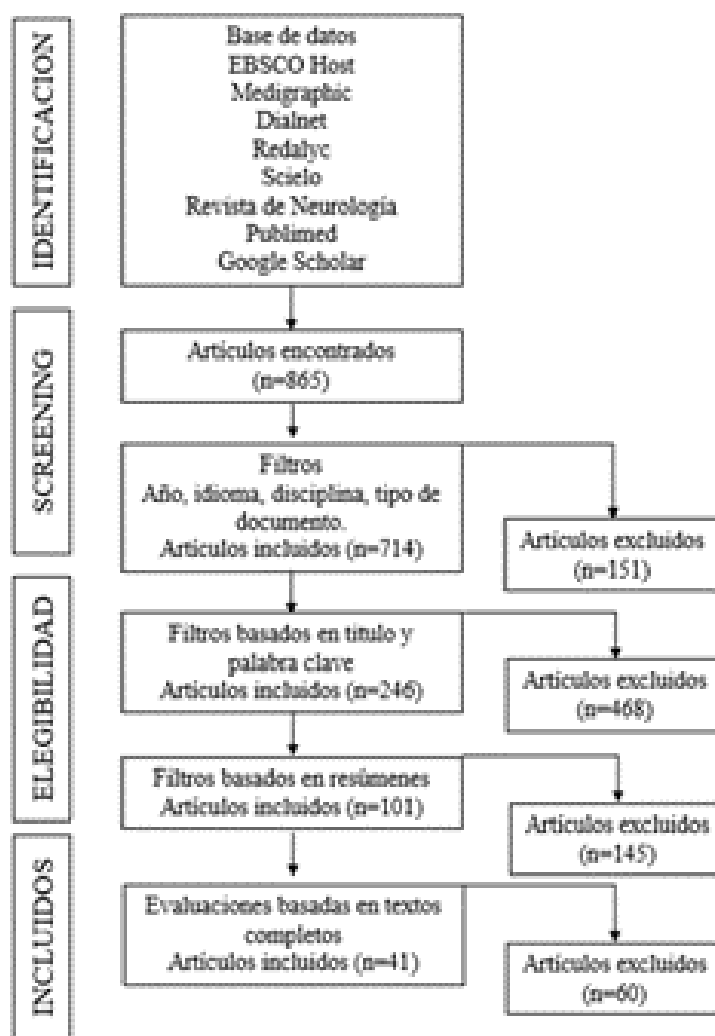 IDENTIFICACION
Base de datos
EBSCO Host
Medigraphic
Dialnet
Redalyc
Scielo
Revista de Neurología
Publimed
Google Scholar
SCREENING
Artículos encontrados
(n=865)
Filtros
Año, idioma, disciplina, tipo de
documento.
Artículos incluidos (n=714)
Artículos excluidos
(n=151)
ELEGIBILIDAD
Filtros basados en título y
palabra clave
Artículos incluidos (n=246)
Artículos excluidos
(n=468)
Filtros basados en resúmenes
Artículos incluidos (n=101)
Artículos excluidos
(n=145)
INCLUIDOS
Evaluaciones basadas en textos
completos
Artículos incluidos (n=41)
Artículos excluidos
(n=60)